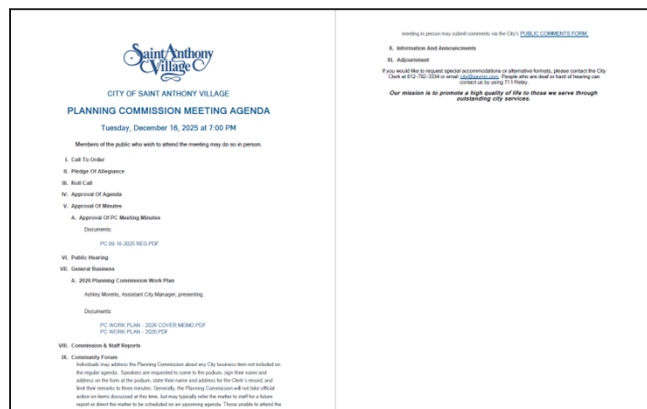 Saint Anthony
Village
CITY OF SAINT ANTHONY VILLAGE
PLANNING COMMISSION MEETING AGENDA
Tuesday, December 16, 2025 at 7:00 PM
Members of the public who wish to attend the meeting may do so in person.
I. Call To Order
II. Pledge Of Allegiance
III. Roll Call
IV. Approval Of Agenda
V. Approval Of Minutes
A. Approval Of PC Meeting Minutes
Documents:
PC 09-16-2025 REG.PDF
VI. Public Hearing
VII. General Business
A. 2026 Planning Commission Work Plan
Ashley Morello, Assistant City Manager, presenting
Documents:
PC WORK PLAN - 2026 COVER MEMO.PDF
PC WORK PLAN - 2026.PDF
VIII. Commission & Staff Reports
IX. Community Forum
Individuals may address the Planning Commission about any City business item not included on
the regular agenda. Speakers are requested to come to the podium, sign their name and
address on the form at the podium, state their name and address for the Clerk's record, and
limit their remarks to three minutes. Generally, the Planning Commission will not take official
action on items discussed at this time, but may typically refer the matter to staff for a future
report or direct the matter to be scheduled on an upcoming agenda. Those unable to attend the
meeting in person may submit comments via the City's PUBLIC COMMENTS FORM.
X. Information And Announcements
XI. Adjournment
If you would like to request special accommodations or alternative formats, please contact the City
Clerk at 612-782-3334 or email city@savmn.com. People who are deaf or hard of hearing can
contact us by using 711 Relay.
Our mission is to promote a high quality of life to those we serve through
outstanding city services.